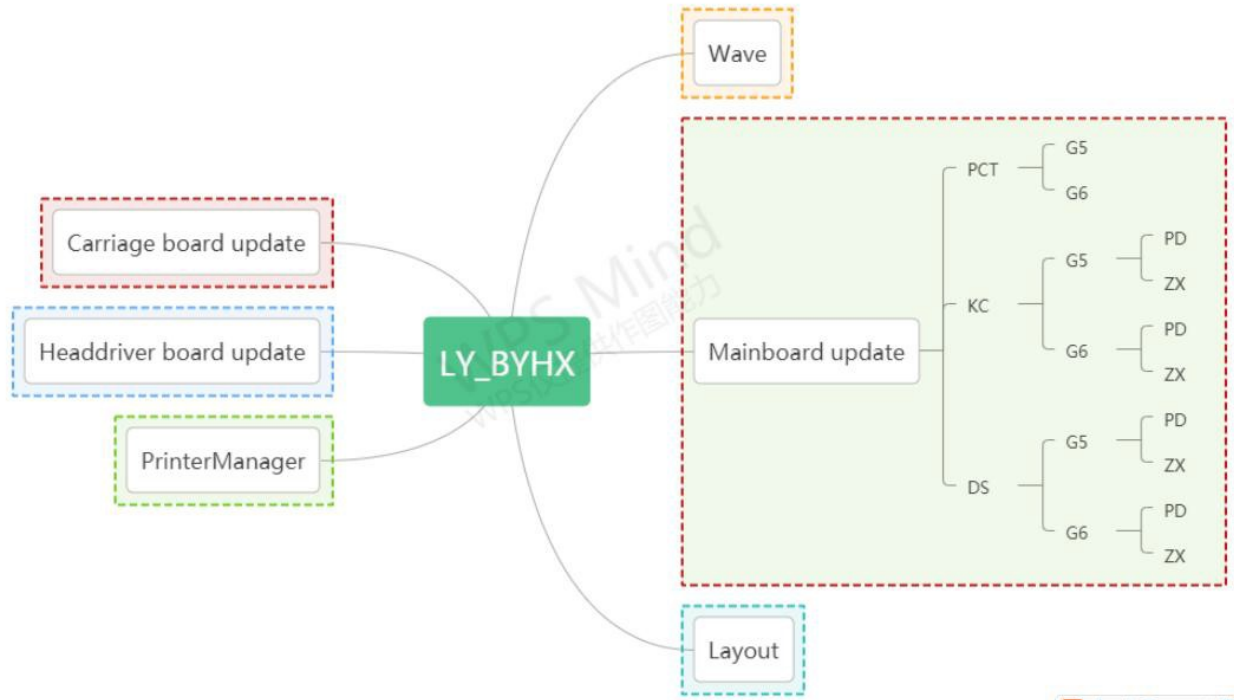 Wave
PCT
G5
G6
Carriage board update
KC
G5
PD
ZX
G6
PD
ZX
Headdriver board update
LY_BYHX
Mainboard update
PrinterManager
DS
G5
PD
ZX
G6
PD
ZX
Layout
WPS Mind